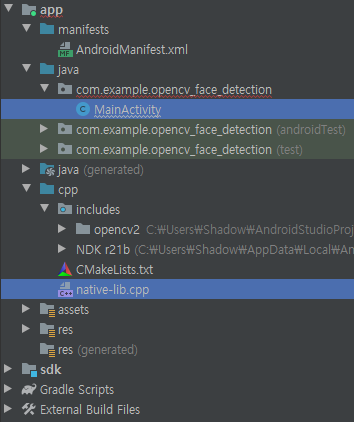 app
manifests
AndroidManifest.xml
java
com.example.opencv_face_detection
MainActivity
com.example.opencv_face_detection (androidTest)
com.example.opencv_face_detection (test)
java (generated)
cpp
includes
opencv2 C:₩Users₩Shadow₩AndroidStudioProj
NDK r21b (C:₩Users₩Shadow₩AppData₩Local₩An
CMakeLists.txt
native-lib.cpp
assets
res
res (generated)
sdk
Gradle Scripts
External Build Files